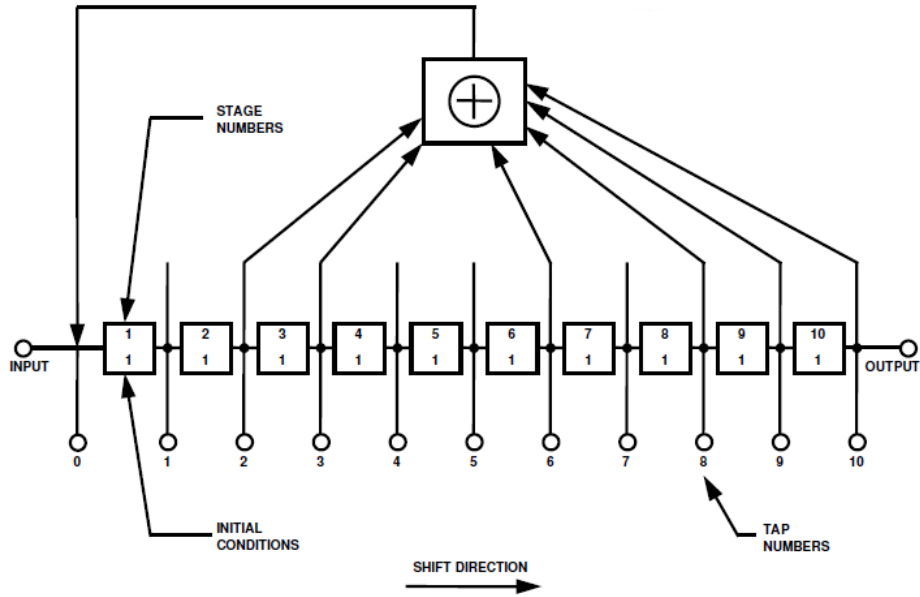 STAGE
NUMBERS
1 2 3 4 5 6 7 8 9 10
1 1 1 1 1 1 1 1 1 1
INPUT
OUTPUT
0 1 2 3 4 5 6 7 8 9 10
INITIAL
CONDITIONS
TAP
NUMBERS
SHIFT DIRECTION